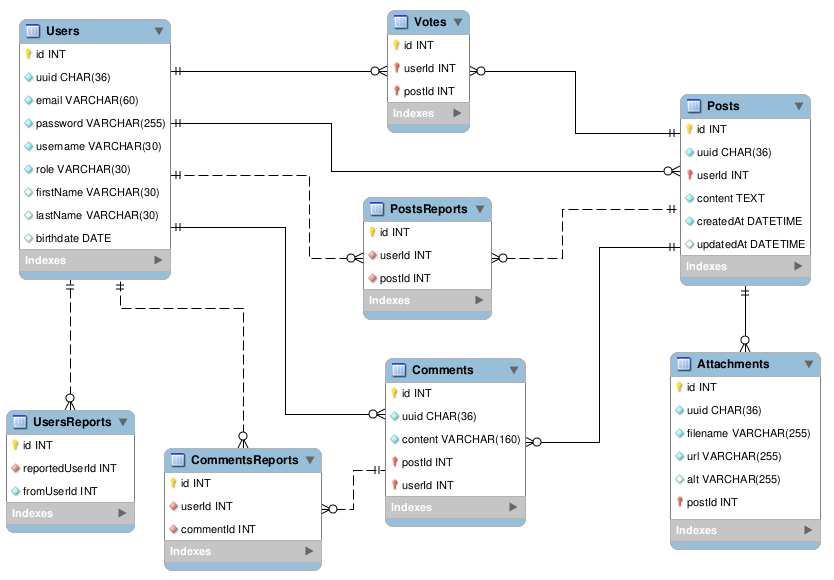 Users
id INT
uuid CHAR(36)
email VARCHAR(60)
password VARCHAR(255)
username VARCHAR(30)
role VARCHAR(30)
firstName VARCHAR(30)
lastName VARCHAR(30)
birthdate DATE
Indexes
Votes
id INT
userId INT
postId INT
Indexes
Posts
id INT
uuid CHAR(36)
userId INT
content TEXT
createdAt DATETIME
updatedAt DATETIME
Indexes
PostsReports
id INT
userId INT
postId INT
Indexes
Comments
id INT
uuid CHAR(36)
content VARCHAR(160)
postId INT
userId INT
Indexes
Attachments
id INT
uuid CHAR(36)
filename VARCHAR(255)
url VARCHAR(255)
alt VARCHAR(255)
postId INT
Indexes
UsersReports
id INT
reportedUserId INT
fromUserId INT
Indexes
CommentsReports
id INT
userId INT
commentId INT
Indexes